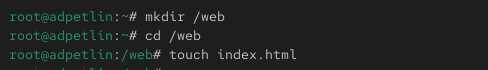 root@adpetlin:~# mkdir /web
root@adpetlin:~# cd /web
root@adpetlin:/web# touch index.html